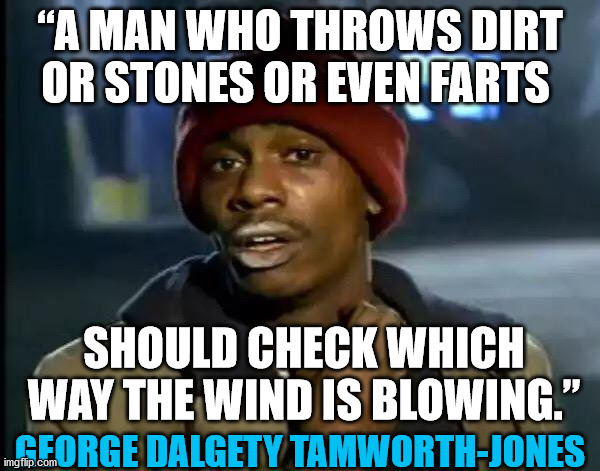 “A MAN WHO THROWS DIRT
OR STONES OR EVEN FARTS
SHOULD CHECK WHICH
WAY THE WIND IS BLOWING.”
GEORGE DALGETY TAMWORTH-JONES
imgflip.com